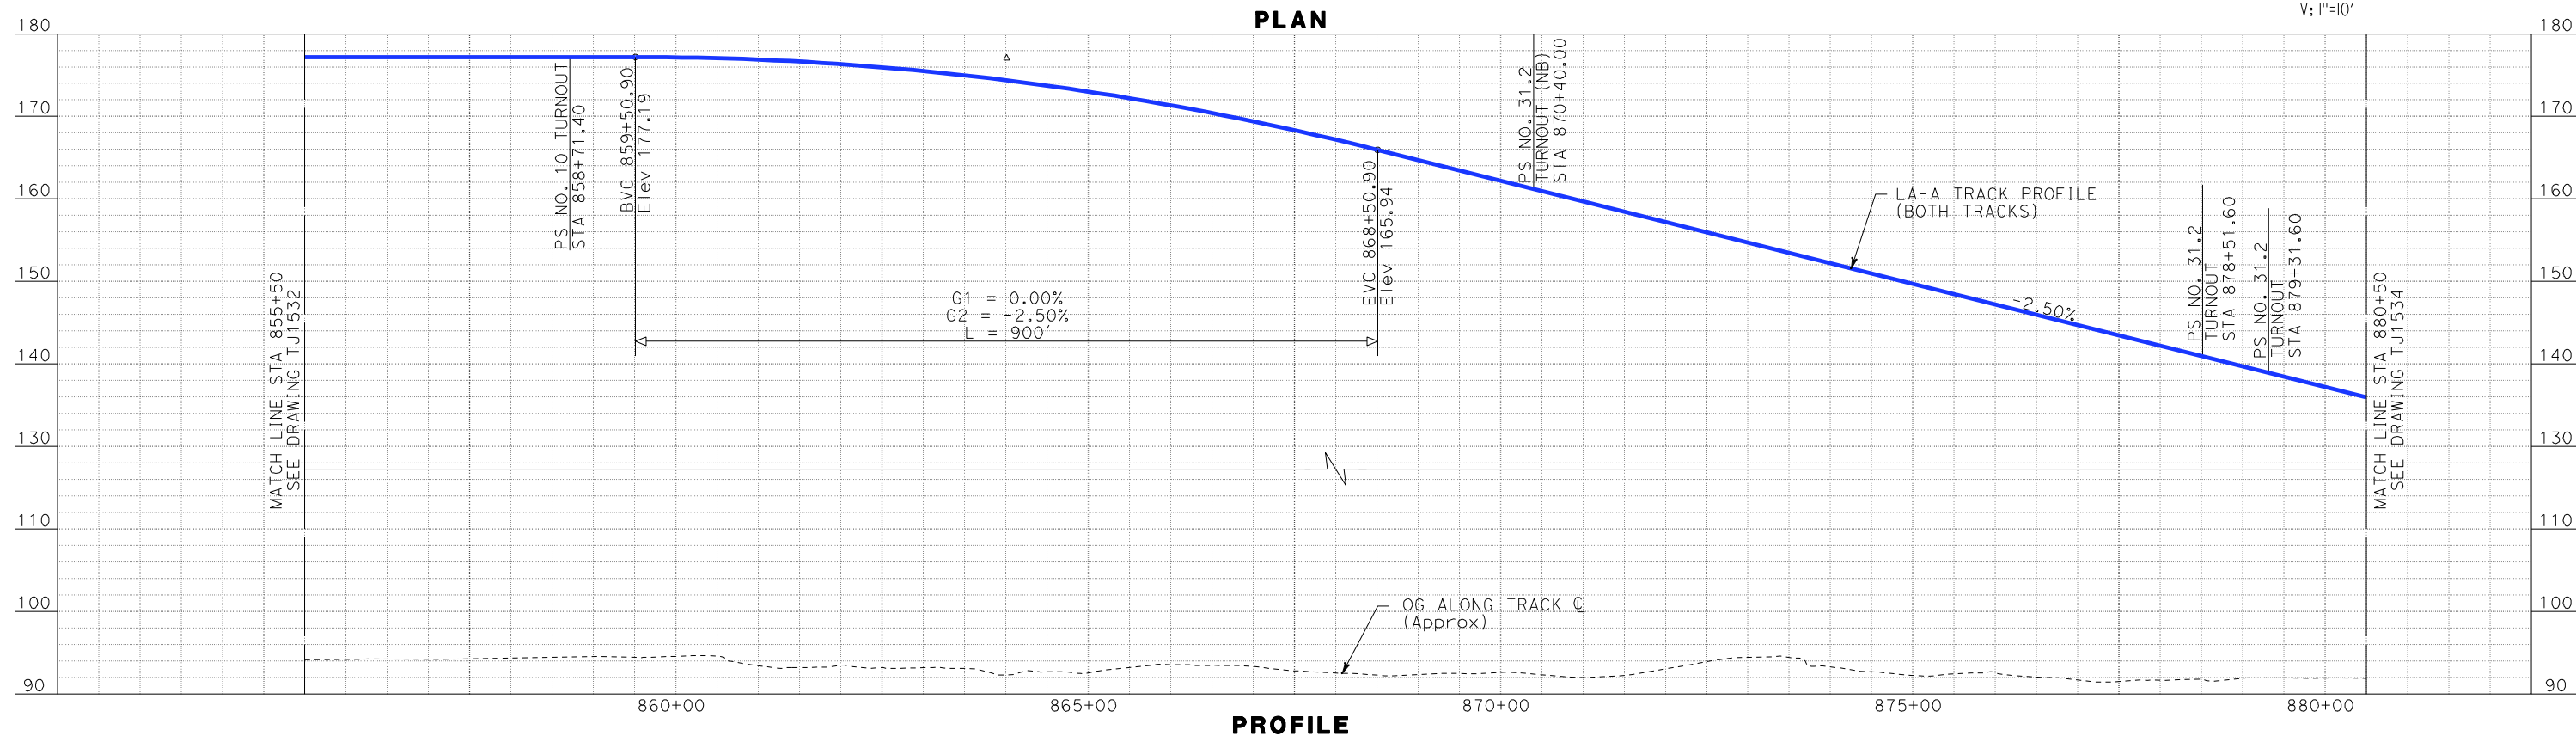 PLAN
V: 1"=10'
180
170
160
150
140
130
110
100
90
MATCH LINE STA 855+50
SEE DRAWING TJ1532
PS NO. 10 TURNOUT
STA 858+71.40
BVC 859+50.90
Elev 177.19
G1 = 0.00%
G2 = -2.50%
L = 900'
EVC 868+50.90
Elev 165.94
PS NO. 31.2
TURNOUT (NB)
STA 870+40.00
LA-A TRACK PROFILE
(BOTH TRACKS)
-2.50%
PS NO. 31.2
TURNOUT
STA 878+51.60
PS NO. 31.2
TURNOUT
STA 879+31.60
MATCH LINE STA 880+50
SEE DRAWING TJ1534
180
170
160
150
140
130
110
100
90
OG ALONG TRACK ℄
(Approx)
860+00
865+00
870+00
875+00
880+00
PROFILE